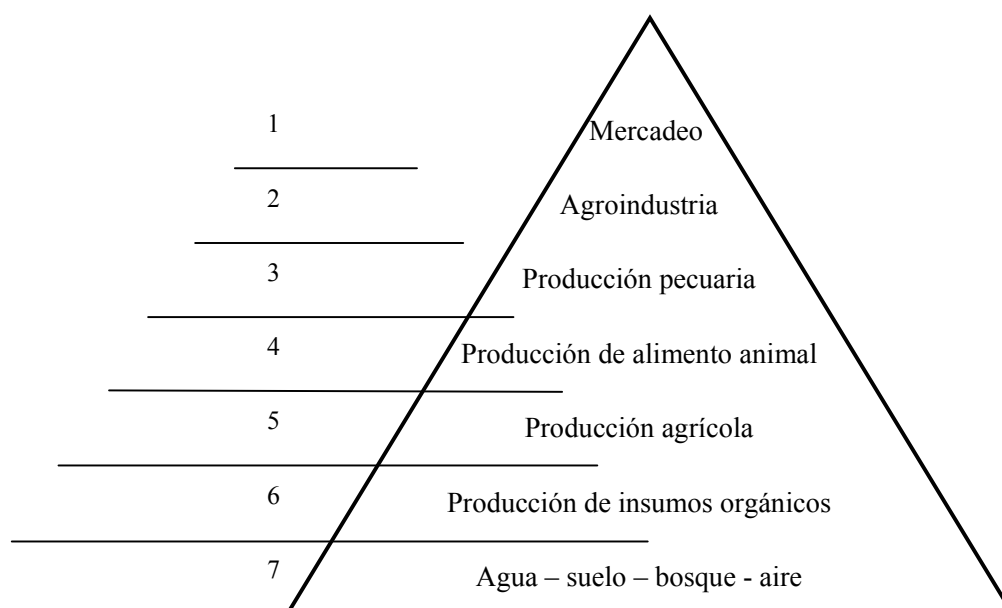 1 Mercadeo
2 Agroindustria
3 Producción pecuaria
4 Producción de alimento animal
5 Producción agrícola
6 Producción de insumos orgánicos
7 Agua – suelo – bosque - aire